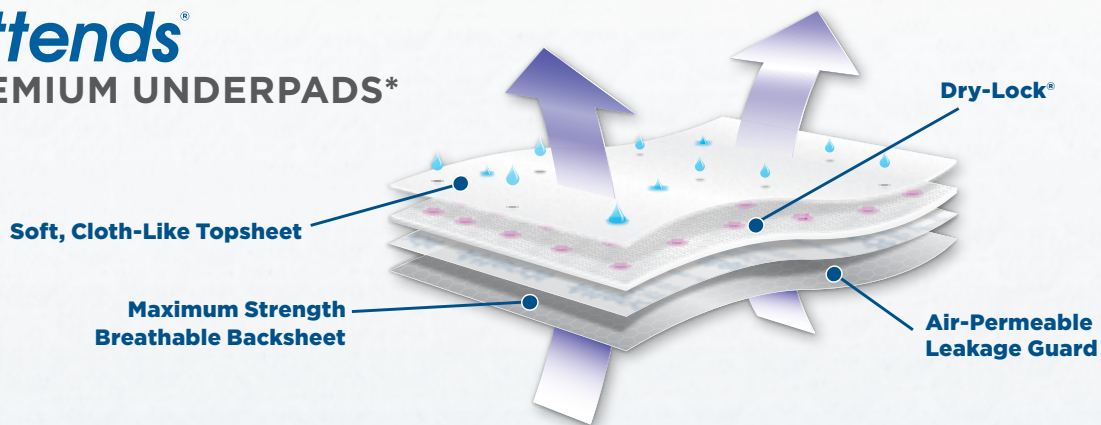 ttends®
EMIUM UNDERPADS*
Dry-Lock®
Soft, Cloth-Like Topsheet
Maximum Strength
Breathable Backsheet
Air-Permeable
Leakage Guard